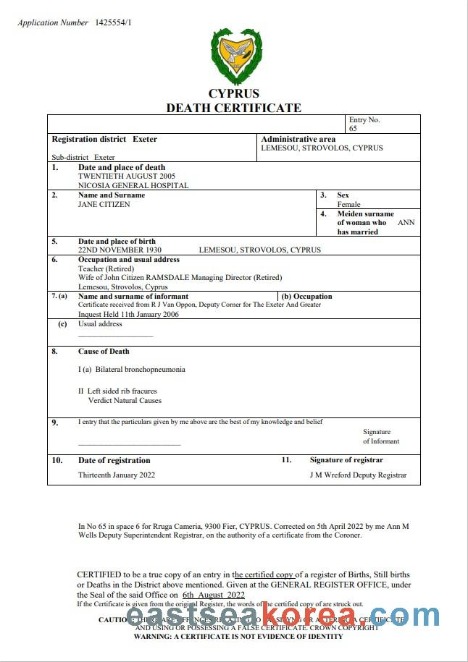 Application Number 1425554/1
CYPRUS
DEATH CERTIFICATE
Entry No.
65
Registration district Exeter
Administrative area
LEMESOU, STROVOLOS, CYPRUS
Sub-district Exeter
1. Date and place of death
TWENTIETH AUGUST 2005
NICOSIA GENERAL HOSPITAL
2. Name and Surname
JANE CITIZEN
3. Sex
Female
4. Meiden surname
of woman who ANN
has married
5. Date and place of birth
22ND NOVEMBER 1930 LEMESOU, STROVOLOS, CYPRUS
6. Occupation and usual address
Teacher (Retired)
Wife of John Citizen RAMSDALE Managing Director (Retired)
Lemesou, Strovolos, Cyprus
7. (a) Name and surname of informant (b) Occupation
Certificate received from R J Van Oppon, Deputy Corner for The Exeter And Greater
Inquest Held 11th January 2006
(c) Usual address
8. Cause of Death
I (a) Bilateral bronchopneumonia
II Left sided rib fracures
Verdict Natural Causes
9. I entry that the particulars given by me above are the best of my knowledge and belief
Signature
of Informant
10. Date of registration
11. Signature of registrar
Thirteenth January 2022
J M Wreford Deputy Registrar
In No 65 in space 6 for Rruga Cameria, 9300 Fier, CYPRUS. Corrected on 5th April 2022 by me Ann M
Wells Deputy Superintendent Registrar, on the authority of a certificate from the Coroner.
CERTIFIED to be a true copy of an entry in the certified copy of a register of Births, Still births
or Deaths in the District above mentioned. Given at the GENERAL REGISTER OFFICE, under
the Seal of the said Office on 6th August 2022
If the Certificate is given from the original Register, the words of the certified copy of are struck out.
eastseakorea.com
CAUTION: THERE ARE OFFENCES RELATING TO FALSIFYING OR ALTERING A CERTIFICATE
AND USING OR POSSESSING A FALSE CERTIFICATE. CROWN COPYRIGHT
WARNING: A CERTIFICATE IS NOT EVIDENCE OF IDENTITY